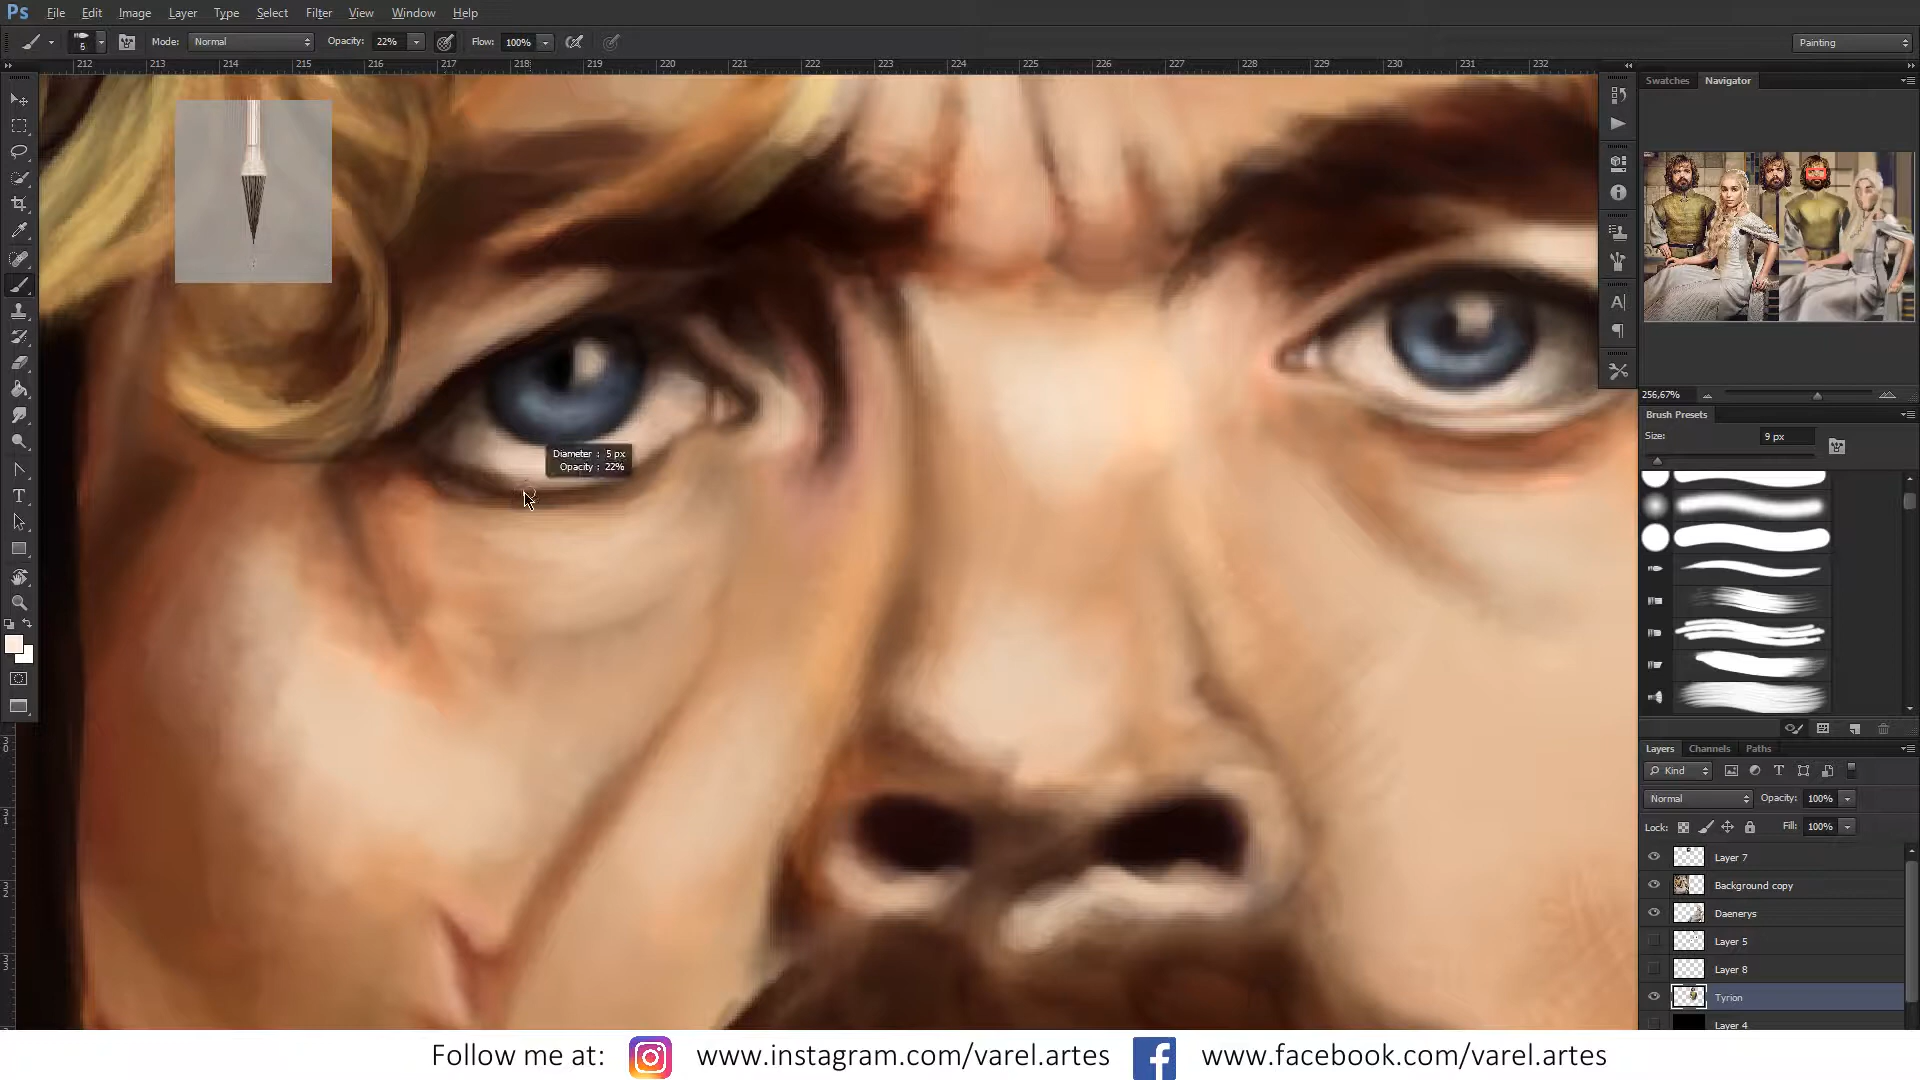 Ps File Edit Image Layer Type Select Filter View Window Help
5 Mode: Normal Opacity: 22% Flow: 100% Painting
212 213 214 215 216 217 218 219 220 221 222 223 224 225 226 227 228 229 230 231 232
Swatches Navigator
256,67%
Brush Presets
Size: 9 px
Diameter : 5 px
Opacity : 22%
Layers Channels Paths
Kind
Normal Opacity: 100%
Lock: Fill: 100%
Layer 7
Background copy
Daenerys
Layer 5
Layer 8
Tyrion
Layer 4
Follow me at: www.instagram.com/varel.artes www.facebook.com/varel.artes